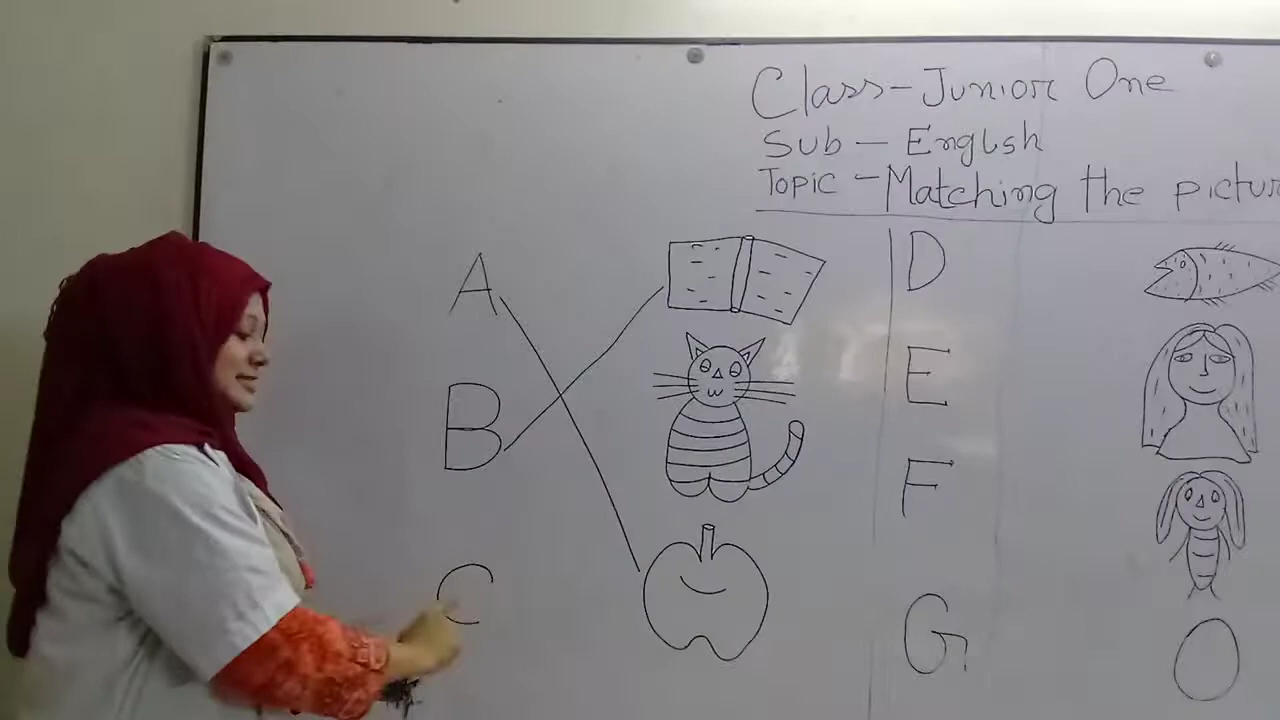 Class-Junior One
Sub - English
Topic - Matching the pictur
A
B
C
D
E
F
G